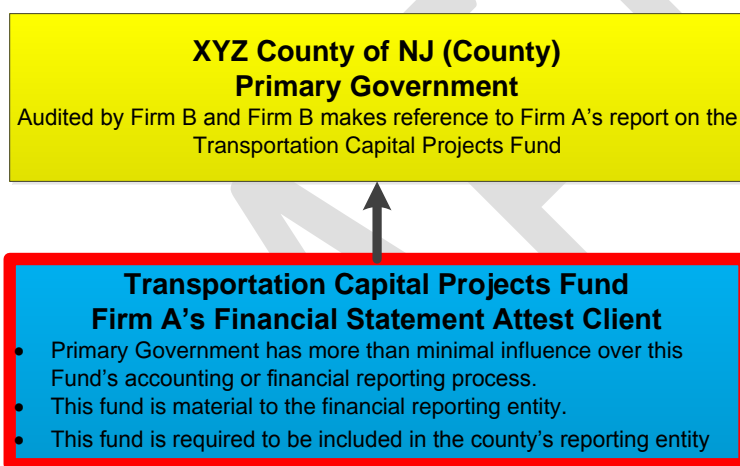 XYZ County of NJ (County)
Primary Government
Audited by Firm B and Firm B makes reference to Firm A’s report on the
Transportation Capital Projects Fund
Transportation Capital Projects Fund
Firm A’s Financial Statement Attest Client
• Primary Government has more than minimal influence over this
Fund’s accounting or financial reporting process.
• This fund is material to the financial reporting entity.
• This fund is required to be included in the county’s reporting entity